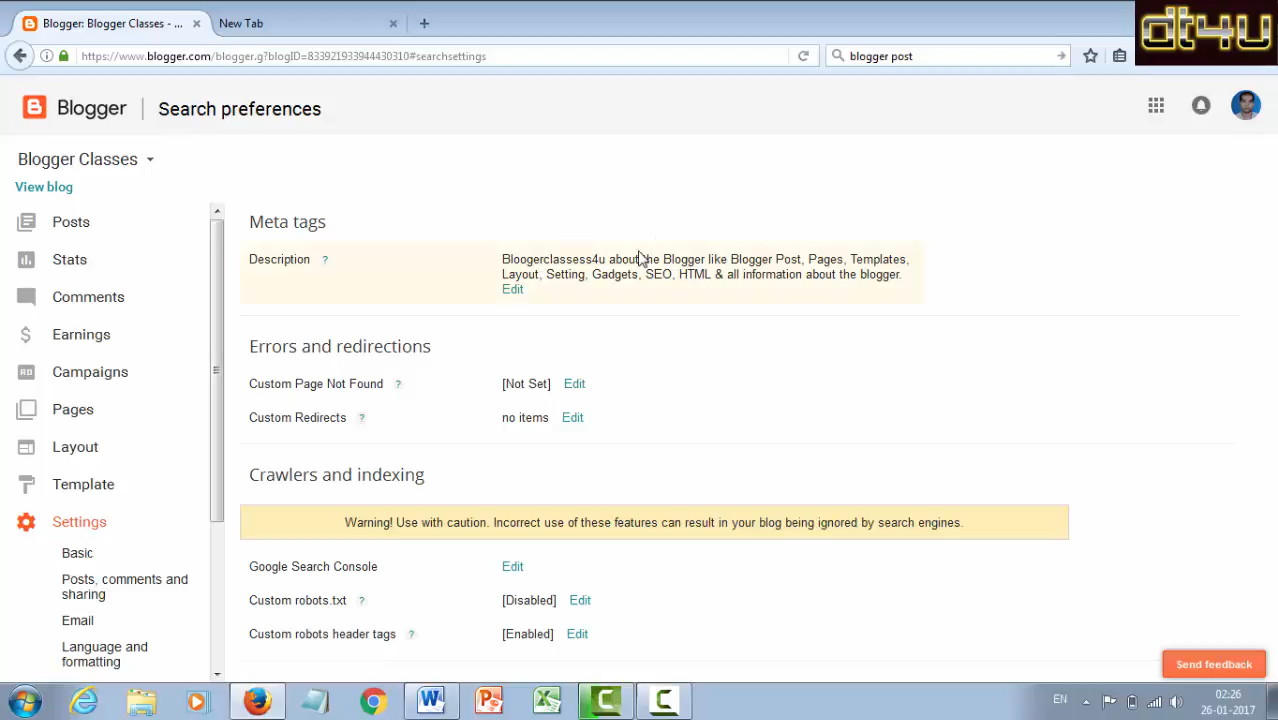 Blogger: Blogger Classes - ...
New Tab
DT4U
https://www.blogger.com/blogger.g?blogID=833921933944430310#searchsettings
blogger post
Blogger
Search preferences
Blogger Classes
View blog
Posts
Stats
Comments
Earnings
Campaigns
Pages
Layout
Template
Settings
Basic
Posts, comments and
sharing
Email
Language and
formatting
Meta tags
Description ?
Bloogerclassess4u about the Blogger like Blogger Post, Pages, Templates,
Layout, Setting, Gadgets, SEO, HTML & all information about the blogger.
Edit
Errors and redirections
Custom Page Not Found ? [Not Set] Edit
Custom Redirects ? no items Edit
Crawlers and indexing
Warning! Use with caution. Incorrect use of these features can result in your blog being ignored by search engines.
Google Search Console Edit
Custom robots.txt ? [Disabled] Edit
Custom robots header tags ? [Enabled] Edit
Send feedback
EN
02:26
26-01-2017